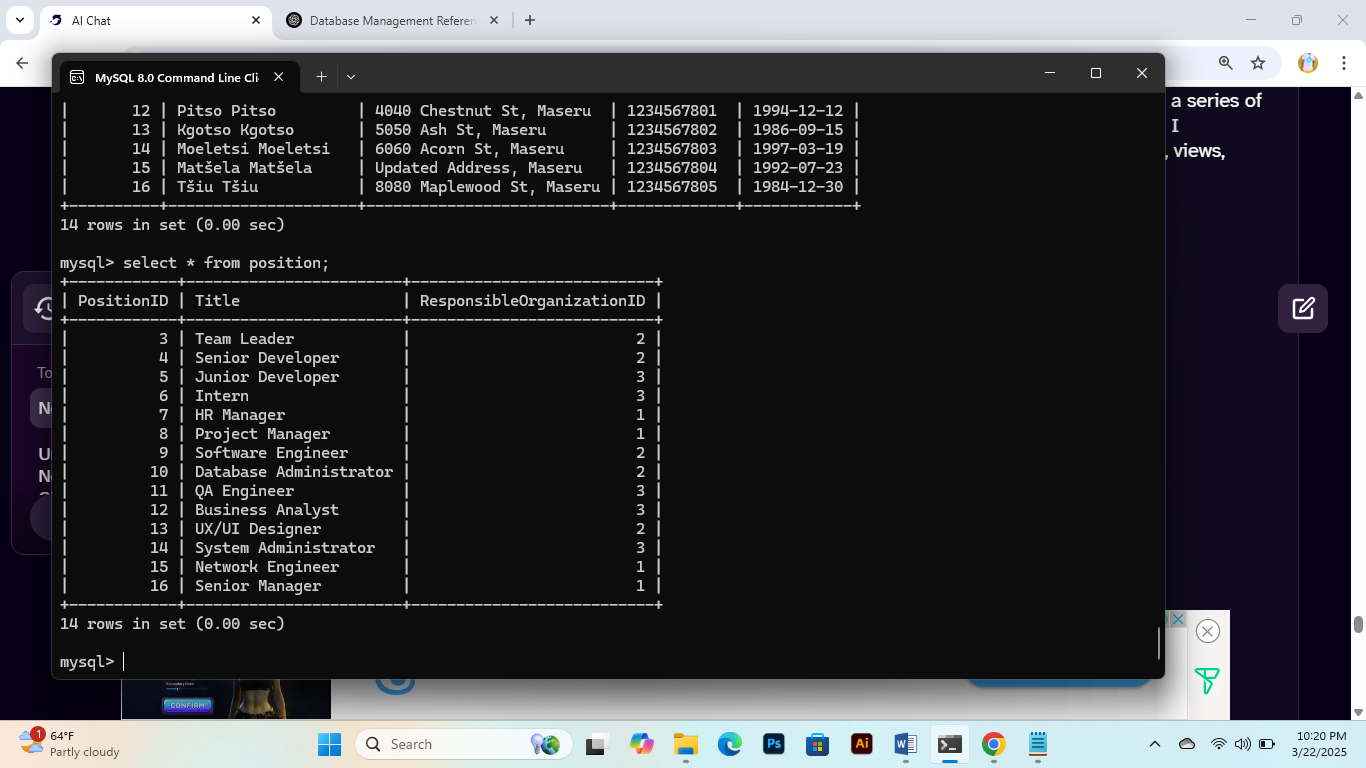 AI Chat
Database Management Referen
a series of
I
, views,
MySQL 8.0 Command Line Cli
| 12 | Pitso Pitso | 4040 Chestnut St, Maseru | 1234567801 | 1994-12-12 |
| 13 | Kgotso Kgotso | 5050 Ash St, Maseru | 1234567802 | 1986-09-15 |
| 14 | Moeletsi Moeletsi | 6060 Acorn St, Maseru | 1234567803 | 1997-03-19 |
| 15 | Matšela Matšela | Updated Address, Maseru | 1234567804 | 1992-07-23 |
| 16 | Tšiu Tšiu | 8080 Maplewood St, Maseru | 1234567805 | 1984-12-30 |
14 rows in set (0.00 sec)
mysql> select * from position;
| PositionID | Title | ResponsibleOrganizationID |
| 3 | Team Leader | 2 |
| 4 | Senior Developer | 2 |
| 5 | Junior Developer | 3 |
| 6 | Intern | 3 |
| 7 | HR Manager | 1 |
| 8 | Project Manager | 1 |
| 9 | Software Engineer | 2 |
| 10 | Database Administrator | 2 |
| 11 | QA Engineer | 3 |
| 12 | Business Analyst | 3 |
| 13 | UX/UI Designer | 2 |
| 14 | System Administrator | 3 |
| 15 | Network Engineer | 1 |
| 16 | Senior Manager | 1 |
14 rows in set (0.00 sec)
mysql>
To
CONFIRM
1
64°F
Partly cloudy
Search
Ps
Ai
10:20 PM
3/22/2025